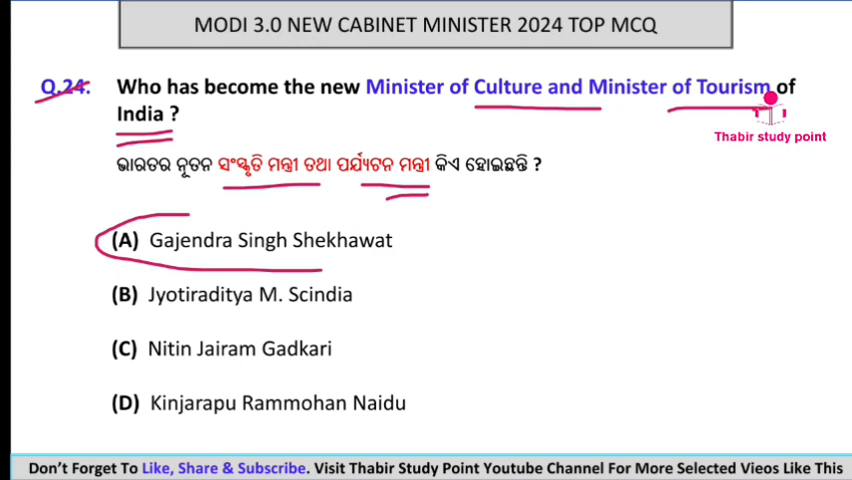 MODI 3.0 NEW CABINET MINISTER 2024 TOP MCQ
Q.24. Who has become the new Minister of Culture and Minister of Tourism of
India ?
Thabir study point
ଭାରତର ନୂତନ ସଂସ୍କୃତି ମନ୍ତ୍ରୀ ତଥା ପର୍ଯ୍ୟଟନ ମନ୍ତ୍ରୀ କିଏ ହୋଇଛନ୍ତି ?
(A) Gajendra Singh Shekhawat
(B) Jyotiraditya M. Scindia
(C) Nitin Jairam Gadkari
(D) Kinjarapu Rammohan Naidu
Don't Forget To Like, Share & Subscribe. Visit Thabir Study Point Youtube Channel For More Selected Vieos Like This